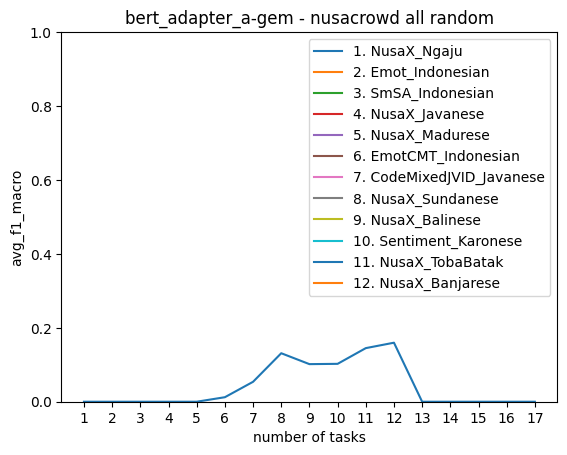 bert_adapter_a-gem - nusacrowd all random
1.0
0.8
0.6
0.4
0.2
0.0
avg_f1_macro
1. NusaX_Ngaju
2. Emot_Indonesian
3. SmSA_Indonesian
4. NusaX_Javanese
5. NusaX_Madurese
6. EmotCMT_Indonesian
7. CodeMixedJVID_Javanese
8. NusaX_Sundanese
9. NusaX_Balinese
10. Sentiment_Karonese
11. NusaX_TobaBatak
12. NusaX_Banjarese
1 2 3 4 5 6 7 8 9 10 11 12 13 14 15 16 17
number of tasks